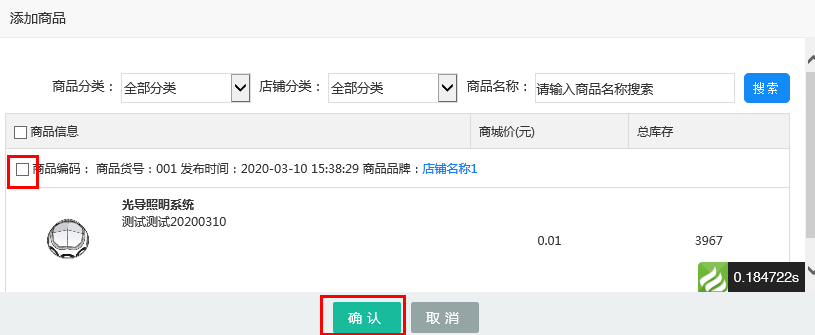 添加商品
商品分类： 全部分类 店铺分类： 全部分类 商品名称： 请输入商品名称搜索 搜索
商品信息 商城价(元) 总库存
商品编码： 商品货号：001 发布时间：2020-03-10 15:38:29 商品品牌：店铺名称1
光导照明系统
测试测试20200310
0.01 3967
0.184722s
确 认 取 消